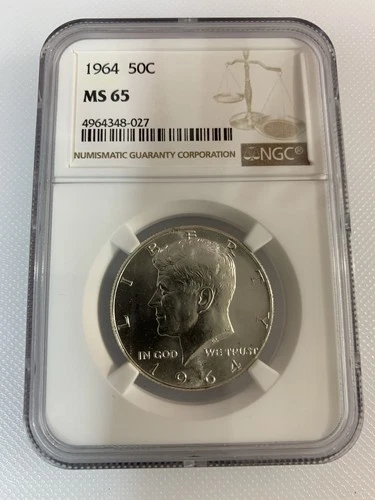 1964 50C
MS 65
4964348-027
NUMISMATIC GUARANTY CORPORATION
NGC®
LIBERTY
IN GOD WE TRUST
1964